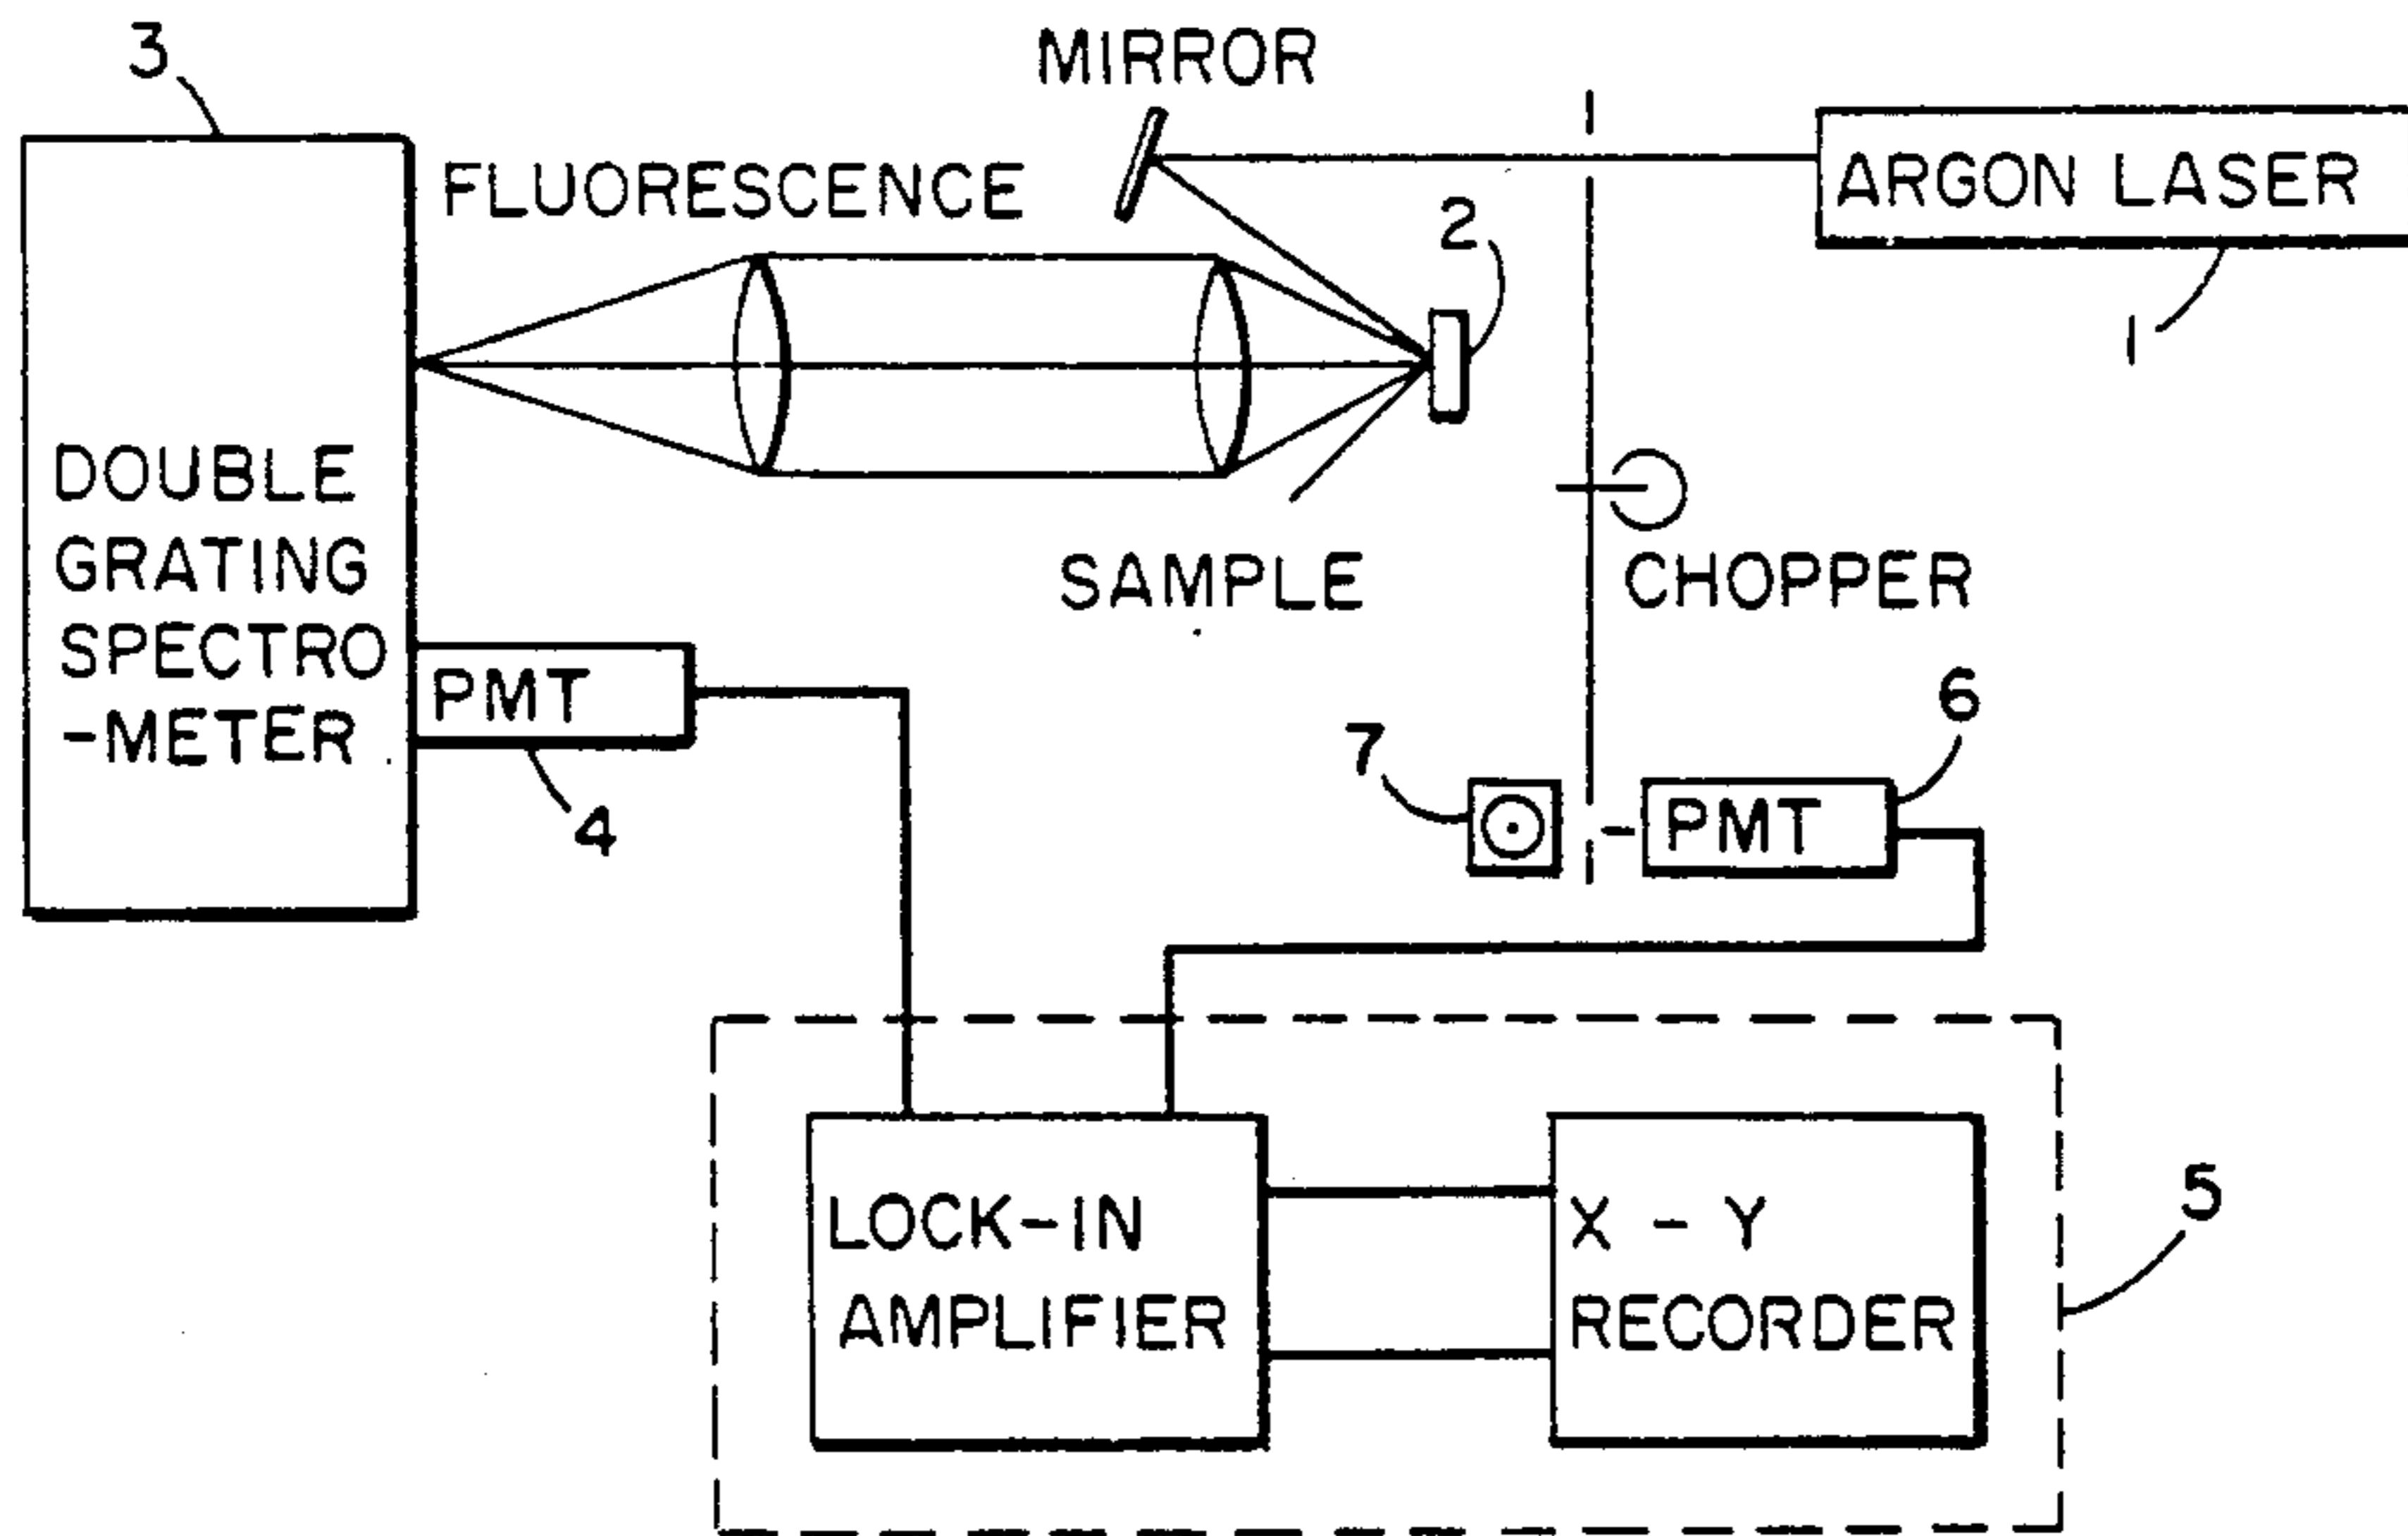 3
MIRROR
FLUORESCENCE
ARGON LASER
2
1
DOUBLE
GRATING
SPECTRO
-METER
SAMPLE
CHOPPER
PMT
4
7
6
PMT
5
LOCK-IN
AMPLIFIER
X - Y
RECORDER